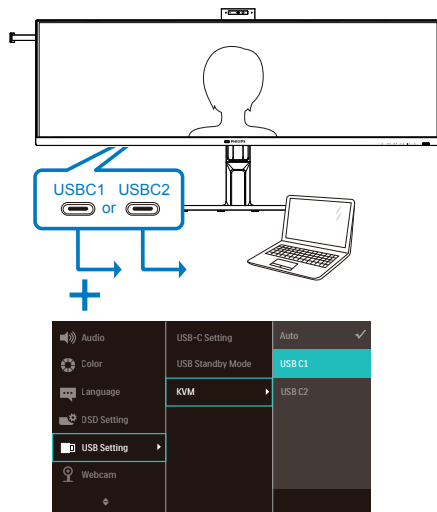 PHILIPS
USBC1 USBC2
or
Audio
Color
Language
OSD Setting
USB Setting
Webcam
USB-C Setting
USB Standby Mode
KVM
Auto
USB C1
USB C2